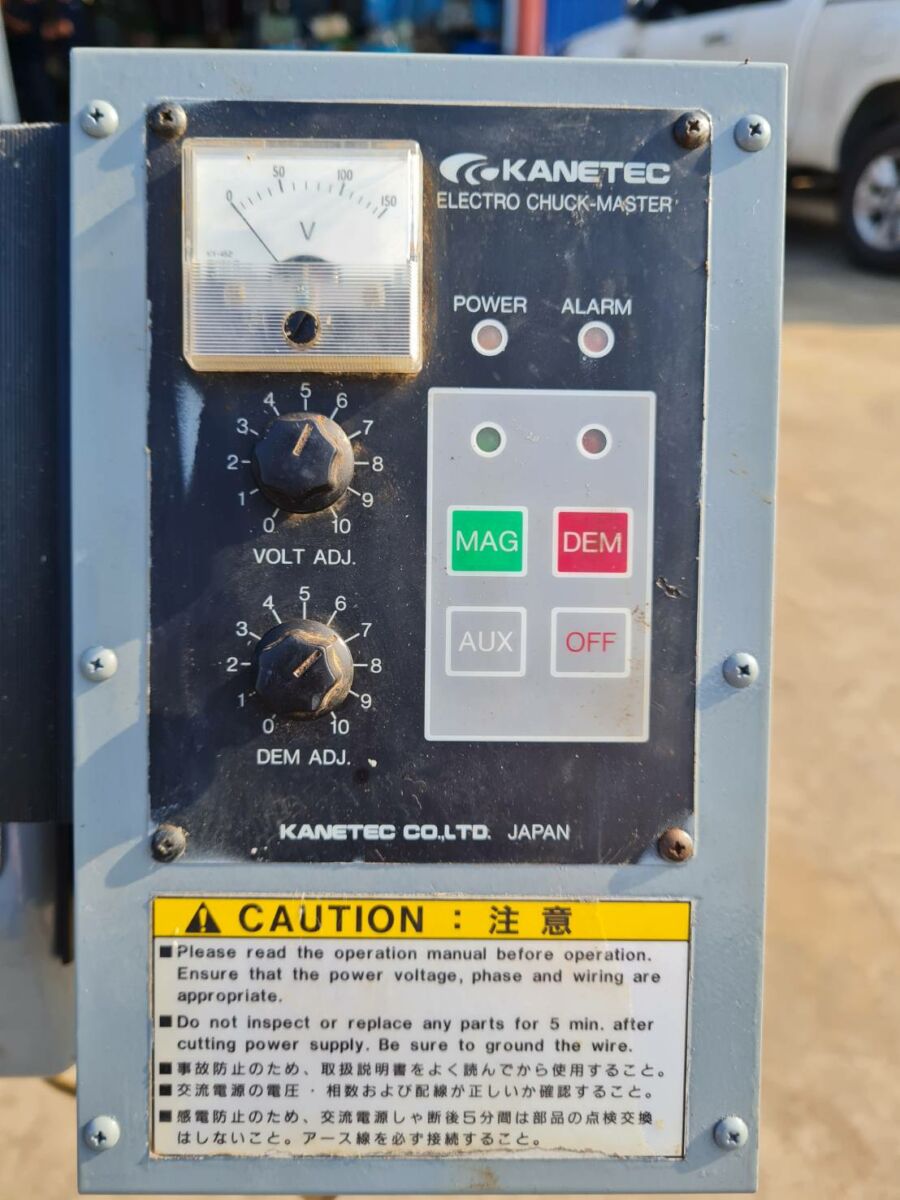 KANETEC
ELECTRO CHUCK-MASTER
0 50 100 150
V
POWER ALARM
0 1 2 3 4 5 6 7 8 9 10
VOLT ADJ.
MAG DEM
AUX OFF
0 1 2 3 4 5 6 7 8 9 10
DEM ADJ.
KANETEC CO.,LTD. JAPAN
CAUTION : 注意
■Please read the operation manual before operation.
Ensure that the power voltage, phase and wiring are
appropriate.
■Do not inspect or replace any parts for 5 min. after
cutting power supply. Be sure to ground the wire.
■事故防止のため、取扱説明書をよく読んでから使用すること。
■交流電源の電圧・相数および配線が正しいか確認すること。
■感電防止のため、交流電源しゃ断後5分間は部品の点検交換
はしないこと。アース線を必ず接続すること。